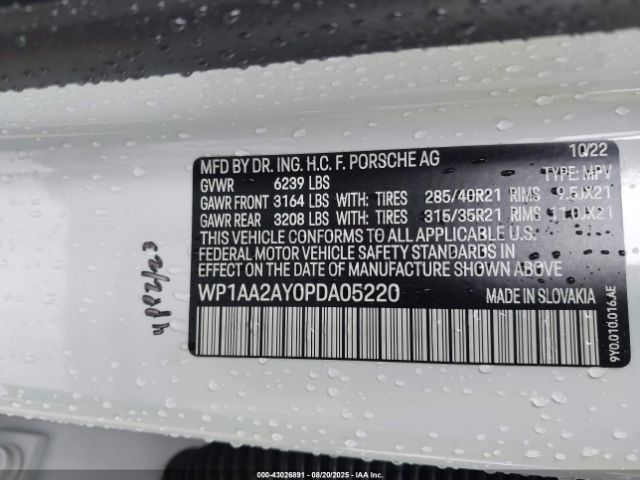 MFD BY DR. ING. H.C. F. PORSCHE AG 10/22
GVWR 6239 LBS TYPE: MPV
GAWR FRONT 3164 LBS WITH: TIRES 285/40R21 RIMS 9.5JX21
GAWR REAR 3208 LBS WITH: TIRES 315/35R21 RIMS 11.0JX21
THIS VEHICLE CONFORMS TO ALL APPLICABLE U.S.
FEDERAL MOTOR VEHICLE SAFETY STANDARDS IN
EFFECT ON THE DATE OF MANUFACTURE SHOWN ABOVE.
WP1AA2AY0PDA05220 MADE IN SLOVAKIA
9Y0.010.016.AE
00-43026891 - 08/20/2025 - IAA Inc.